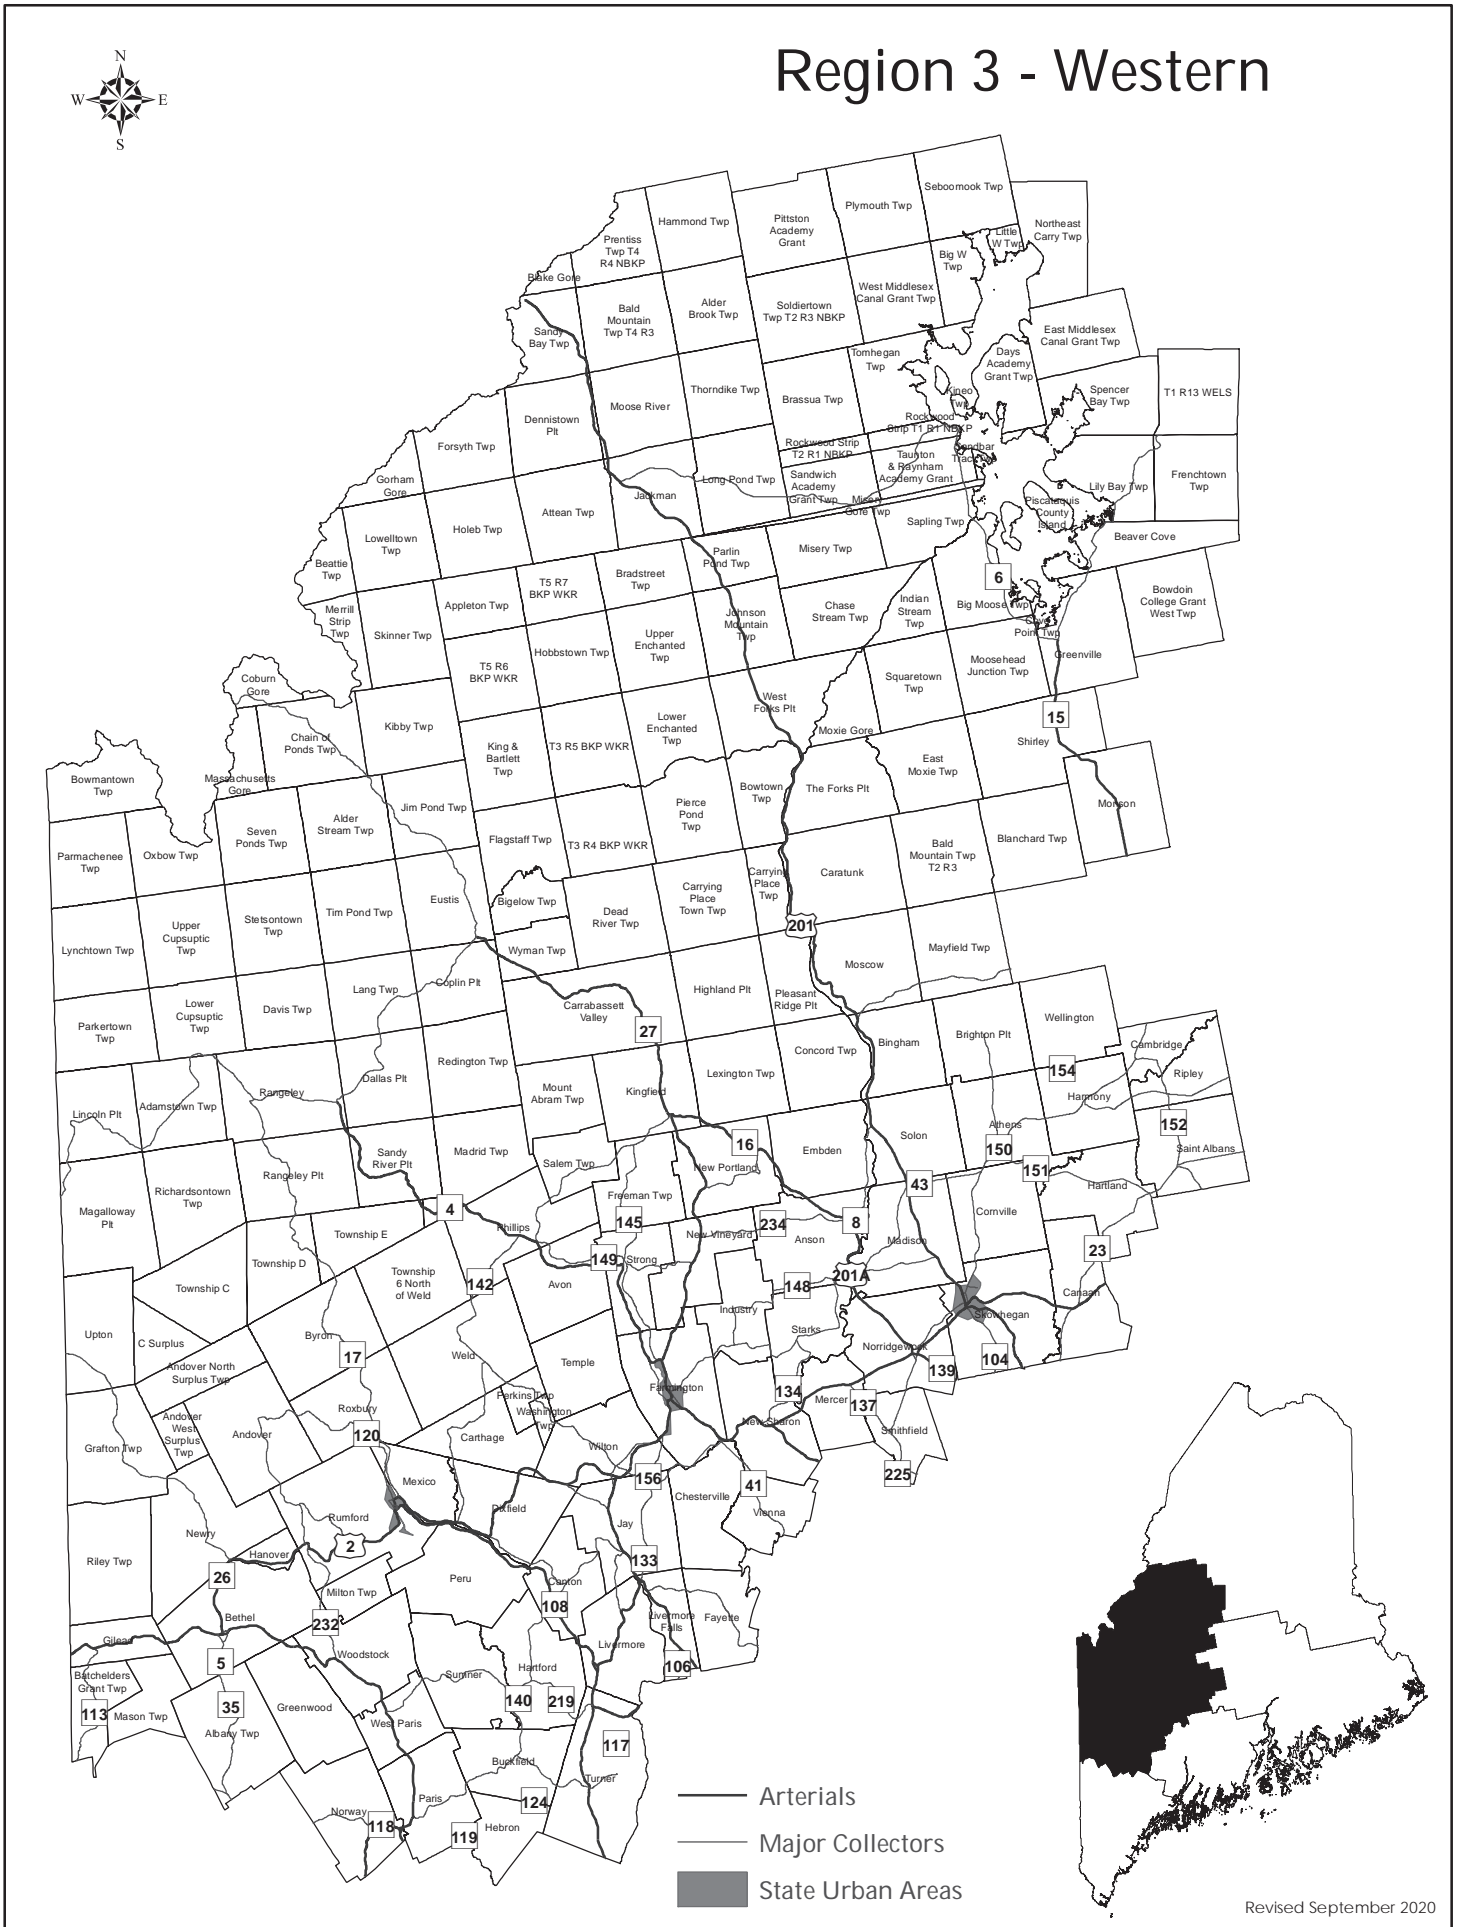 Region 3 - Western
N
W
E
S
Seboomook Twp
Plymouth Twp
Hammond Twp
Pittston
Academy
Grant
Northeast
Carry Twp
Little
W Twp
Prentiss
Twp T4
R4 NBKP
Big W
Twp
Blake Gore
West Middlesex
Canal Grant Twp
Alder
Brook Twp
Soldiertown
Twp T2 R3 NBKP
Bald
Mountain
Twp T4 R3
Sandy
Bay Twp
East Middlesex
Canal Grant Twp
Tomhegan
Twp
Days
Academy
Grant Twp
Spencer
Bay Twp
T1 R13 WELS
Kineo
Twp
Thorndike Twp
Brassua Twp
Moose River
Dennistown
Plt
Rockwood
Strip T1 R1 NBKP
Forsyth Twp
Rockwood Strip
T2 R1 NBKP
Sandbar
Tract Twp
Taunton
& Raynham
Academy Grant
Gorham
Gore
Long Pond Twp
Sandwich
Academy
Grant Twp
Lily Bay Twp
Frenchtown
Twp
Jackman
Misery
Gore Twp
Piscataquis
County
Island
Attean Twp
Sapling Twp
Holeb Twp
Beaver Cove
Lowelltown
Twp
Misery Twp
Parlin
Pond Twp
Beattie
Twp
6
T5 R7
BKP WKR
Bradstreet
Twp
Bowdoin
College Grant
West Twp
Appleton Twp
Big Moose Twp
Merrill
Strip
Twp
Chase
Stream Twp
Indian
Stream
Twp
Johnson
Mountain
Twp
Cove
Point Twp
Skinner Twp
Upper
Enchanted
Twp
Hobbstown Twp
Greenville
Moosehead
Junction Twp
T5 R6
BKP WKR
Squaretown
Twp
Coburn
Gore
West
Forks Plt
15
Kibby Twp
Lower
Enchanted
Twp
Moxie Gore
Shirley
Chain of
Ponds Twp
King &
Bartlett
Twp
T3 R5 BKP WKR
East
Moxie Twp
Bowmantown
Twp
Massachusetts
Gore
Bowtown
Twp
The Forks Plt
Monson
Jim Pond Twp
Pierce
Pond
Twp
Alder
Stream Twp
Seven
Ponds Twp
Flagstaff Twp
T3 R4 BKP WKR
Blanchard Twp
Bald
Mountain Twp
T2 R3
Parmachenee
Twp
Oxbow Twp
Carrying
Place
Twp
Caratunk
Eustis
Bigelow Twp
Carrying
Place
Town Twp
Tim Pond Twp
Dead
River Twp
Stetsontown
Twp
Upper
Cupsuptic
Twp
201
Lynchtown Twp
Wyman Twp
Mayfield Twp
Moscow
Coplin Plt
Lang Twp
Highland Plt
Pleasant
Ridge Plt
Lower
Cupsuptic
Twp
Davis Twp
Carrabassett
Valley
Parkertown
Twp
27
Wellington
Brighton Plt
Bingham
Cambridge
Concord Twp
Redington Twp
154
Ripley
Lexington Twp
Dallas Plt
Mount
Abram Twp
Kingfield
Rangeley
Harmony
Adamstown Twp
Lincoln Plt
152
Athens
Solon
16
150
Saint Albans
Embden
Madrid Twp
Sandy
River Plt
Salem Twp
New Portland
151
Rangeley Plt
43
Hartland
Richardsontown
Twp
Freeman Twp
Magalloway
Plt
4
Cornville
145
234
8
Phillips
New Vineyard
Township E
Anson
Madison
23
149
Strong
Township D
Township
6 North
of Weld
142
Avon
201A
148
Township C
Canaan
Industry
Skowhegan
Starks
Upton
Byron
C Surplus
Norridgewock
17
Weld
104
Temple
Andover North
Surplus Twp
139
Farmington
134
Perkins Twp
Washington
Twp
Mercer
137
Roxbury
Andover
West
Surplus
Twp
New Sharon
Andover
120
Carthage
Smithfield
Grafton Twp
Wilton
225
156
Mexico
41
Chesterville
Dixfield
Vienna
Rumford
Jay
Newry
2
Hanover
133
Riley Twp
26
Peru
Canton
Milton Twp
108
232
Bethel
Livermore
Falls
Fayette
Gilead
Livermore
Woodstock
5
106
Hartford
Sumner
Batchelders
Grant Twp
140
219
35
Greenwood
113
Mason Twp
West Paris
Albany Twp
117
Buckfield
Turner
Paris
124
Norway
118
119
Hebron
Arterials
Major Collectors
State Urban Areas
Revised September 2020